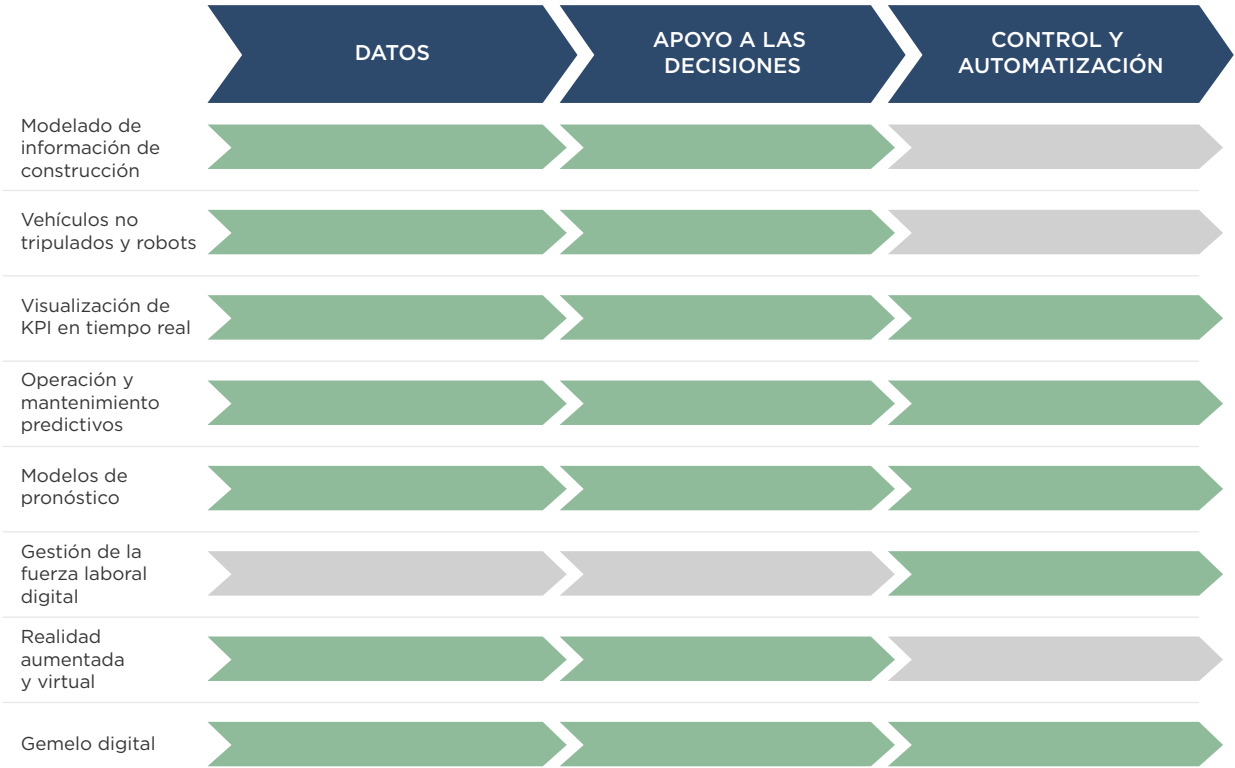 DATOS
APOYO A LAS
DECISIONES
CONTROL Y
AUTOMATIZACIÓN
Modelado de
información de
construcción
Vehículos no
tripulados y robots
Visualización de
KPI en tiempo real
Operación y
mantenimiento
predictivos
Modelos de
pronóstico
Gestión de la
fuerza laboral
digital
Realidad
aumentada
y virtual
Gemelo digital